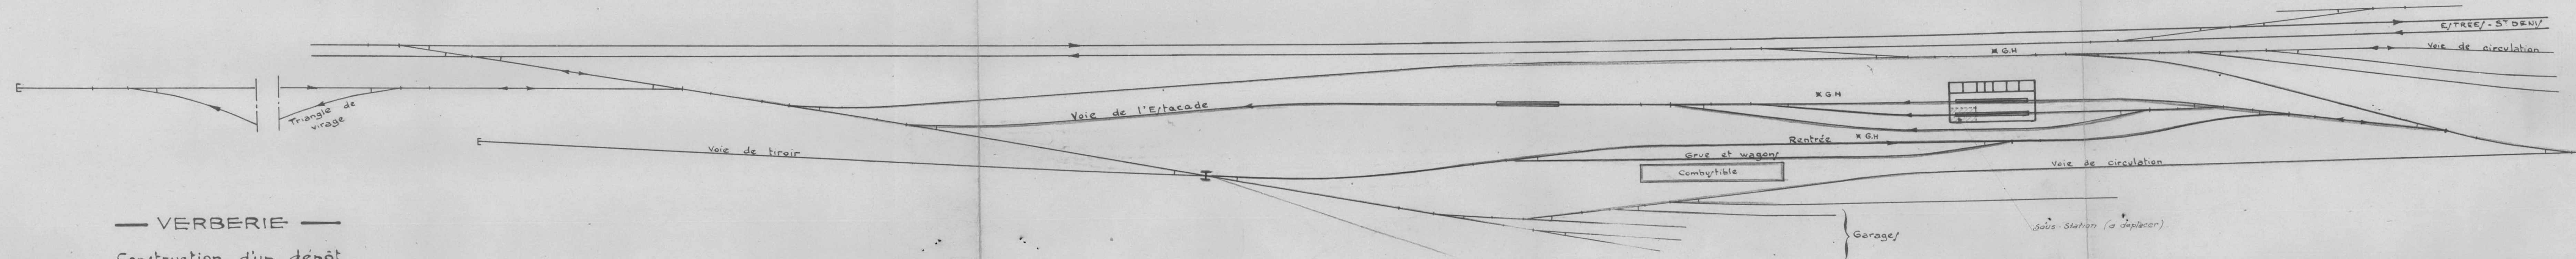 ESTREES-St DENIS
Voie de circulation
G.H
G.H
Triangle de
virage
Voie de l'Estacade
Rentrée
G.H
Voie de tiroir
Grue et wagons
Voie de circulation
Combustible
VERBERIE
Sous-Station (a déplacer)
Garages
Construction d'un dépôt